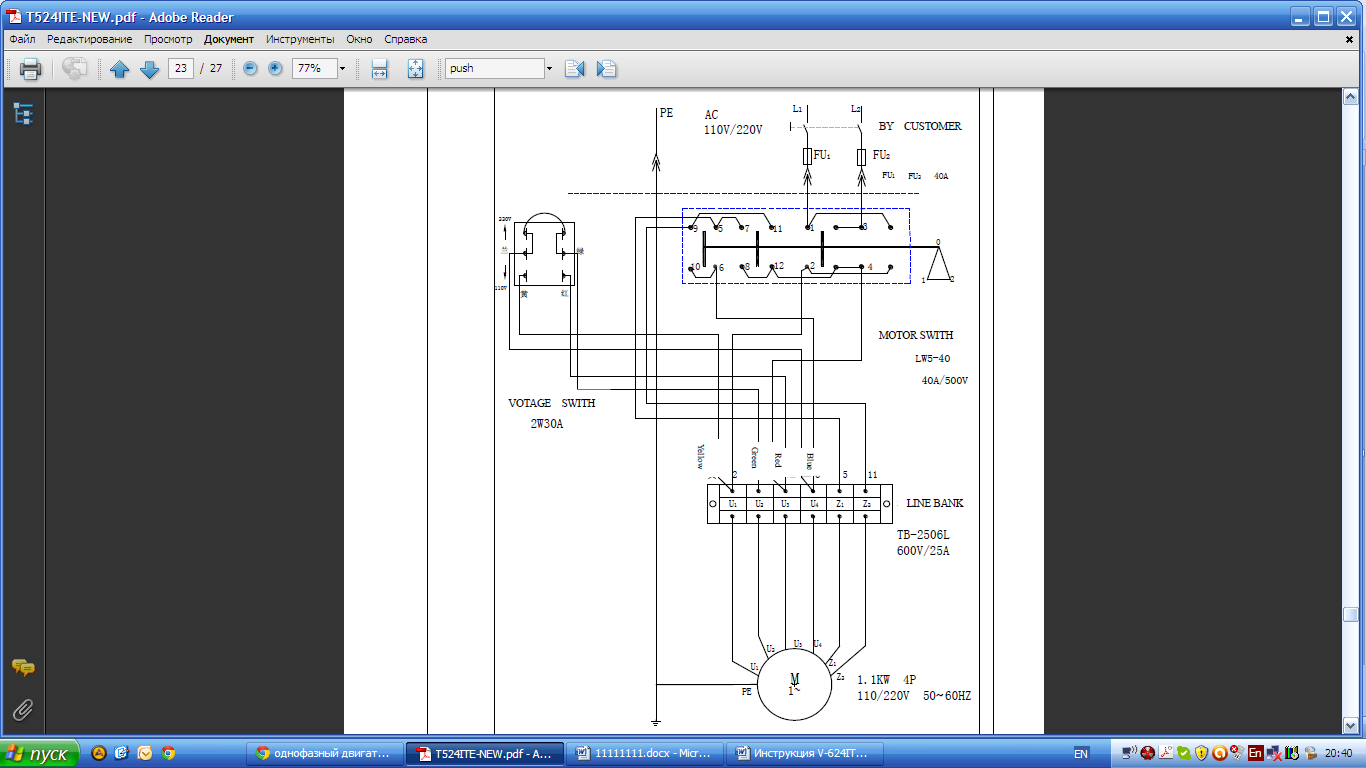 T524ITE-NEW.pdf - Adobe Reader
Файл Редактирование Просмотр Документ Инструменты Окно Справка
23 / 27 77% push
PE AC L1 L2
110V/220V BY CUSTOMER
FU1 FU2
FU1 FU2 40A
220V
兰 绿
110V
黄 红
9 5 7 11 1 3
0
10 6 8 12 2 4
1 2
MOTOR SWITH
LW5-40
40A/500V
VOTAGE SWITH
2W30A
Yellow Green Red Blue
2 5 11
U1 U2 U3 U4 Z1 Z2 LINE BANK
TB-2506L
600V/25A
U1 U2 U3 U4 Z1 Z2
M
1~
PE
1.1KW 4P
110/220V 50~60HZ
пуск
однофазный двигат...
T524ITE-NEW.pdf - A...
11111111.docx - Micr...
Инструкция V-624IT...
EN
En
20:40